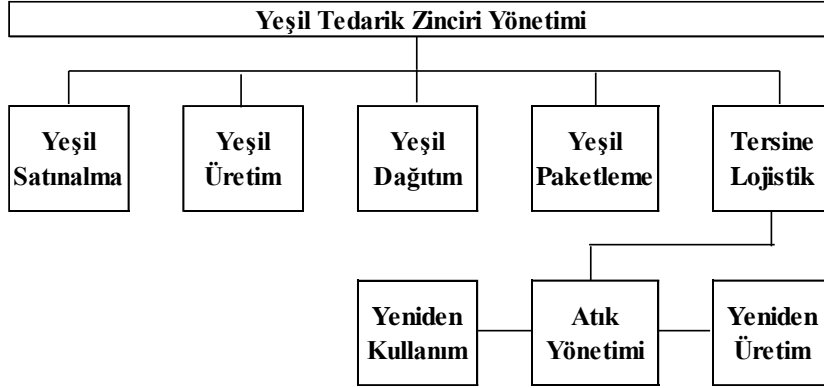 Yeşil Tedarik Zinciri Yönetimi
Yeşil
Satınalma
Yeşil
Üretim
Yeşil
Dağıtım
Yeşil
Paketleme
Tersine
Lojistik
Yeniden
Kullanım
Atık
Yönetimi
Yeniden
Üretim